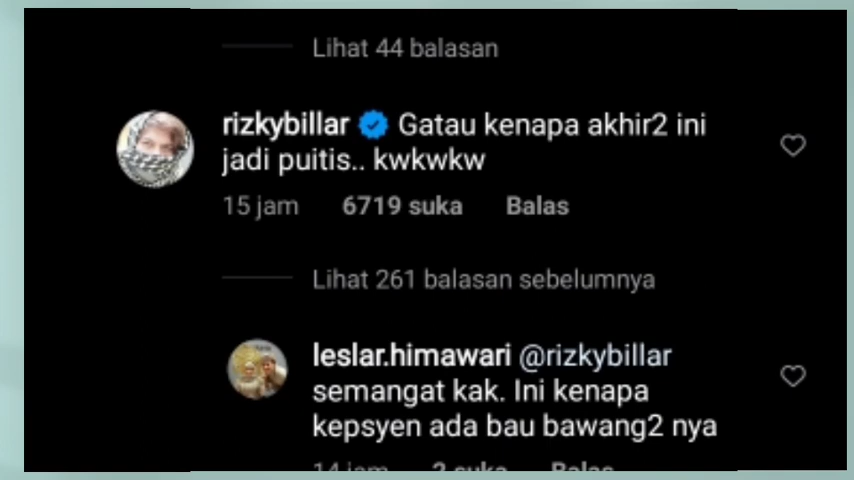 Lihat 44 balasan
rizkybillar Gatau kenapa akhir2 ini
jadi puitis.. kwkwkw
15 jam 6719 suka Balas
Lihat 261 balasan sebelumnya
leslar.himawari @rizkybillar
semangat kak. Ini kenapa
kepsyen ada bau bawang2 nya
14 jam 2 suka Balas